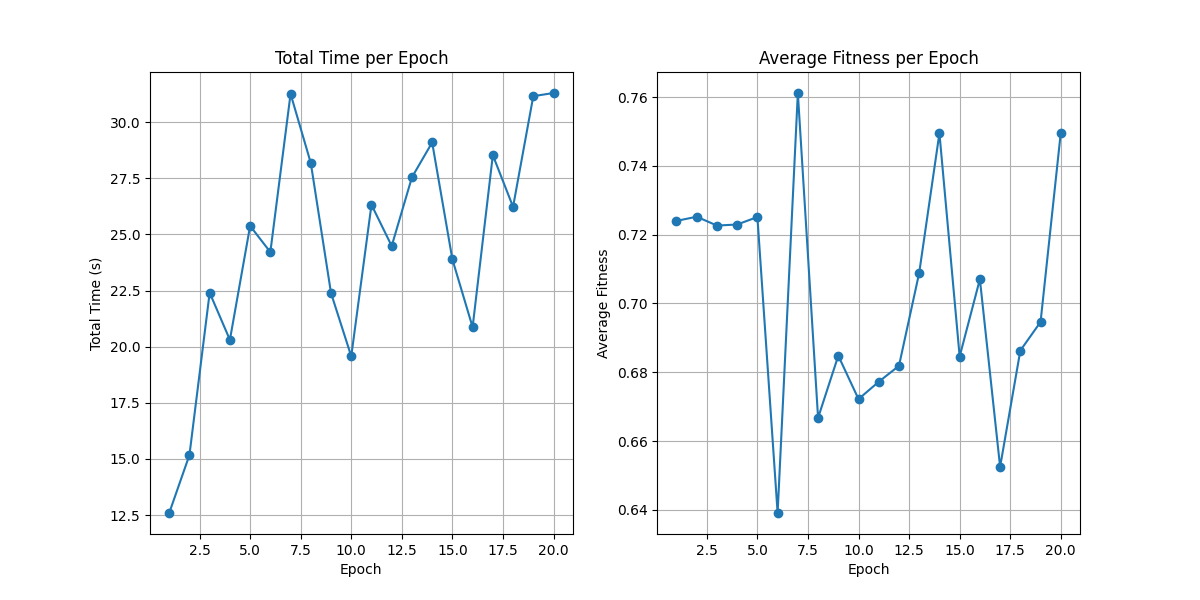 Total Time per Epoch
Total Time (s)
30.0
27.5
25.0
22.5
20.0
17.5
15.0
12.5
2.5 5.0 7.5 10.0 12.5 15.0 17.5 20.0
Epoch
Average Fitness per Epoch
Average Fitness
0.76
0.74
0.72
0.70
0.68
0.66
0.64
2.5 5.0 7.5 10.0 12.5 15.0 17.5 20.0
Epoch